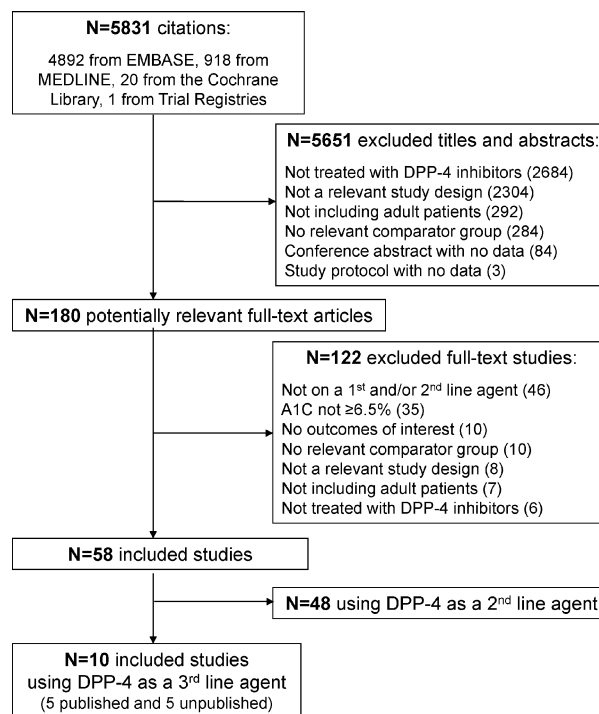 N=5831 citations:
4892 from EMBASE, 918 from
MEDLINE, 20 from the Cochrane
Library, 1 from Trial Registries
N=5651 excluded titles and abstracts:
Not treated with DPP-4 inhibitors (2684)
Not a relevant study design (2304)
Not including adult patients (292)
No relevant comparator group (284)
Conference abstract with no data (84)
Study protocol with no data (3)
N=180 potentially relevant full-text articles
N=122 excluded full-text studies:
Not on a 1st and/or 2nd line agent (46)
A1C not ≥6.5% (35)
No outcomes of interest (10)
No relevant comparator group (10)
Not a relevant study design (8)
Not including adult patients (7)
Not treated with DPP-4 inhibitors (6)
N=58 included studies
N=48 using DPP-4 as a 2nd line agent
N=10 included studies
using DPP-4 as a 3rd line agent
(5 published and 5 unpublished)